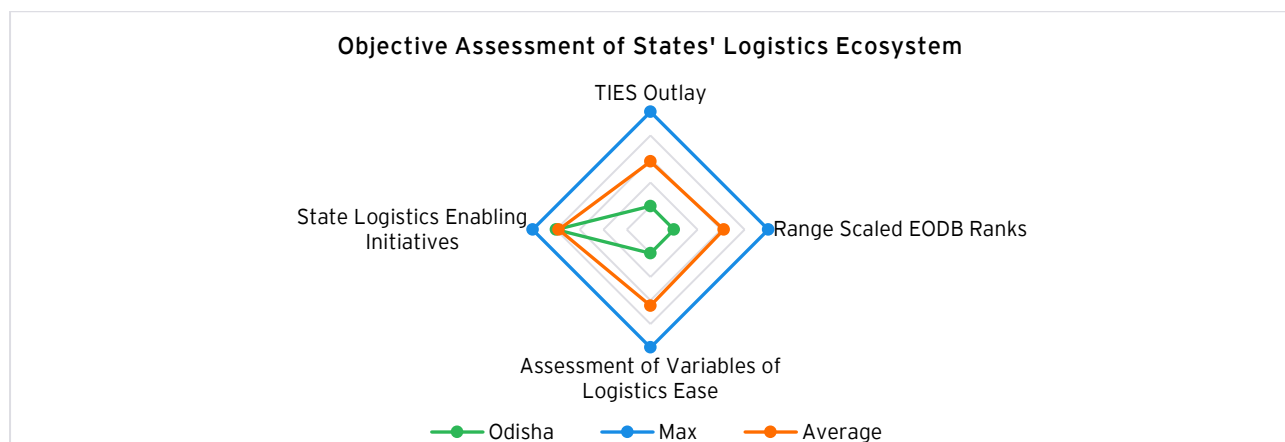 Objective Assessment of States' Logistics Ecosystem
TIES Outlay
State Logistics Enabling
Initiatives
Range Scaled EODB Ranks
Assessment of Variables of
Logistics Ease
Odisha
Max
Average